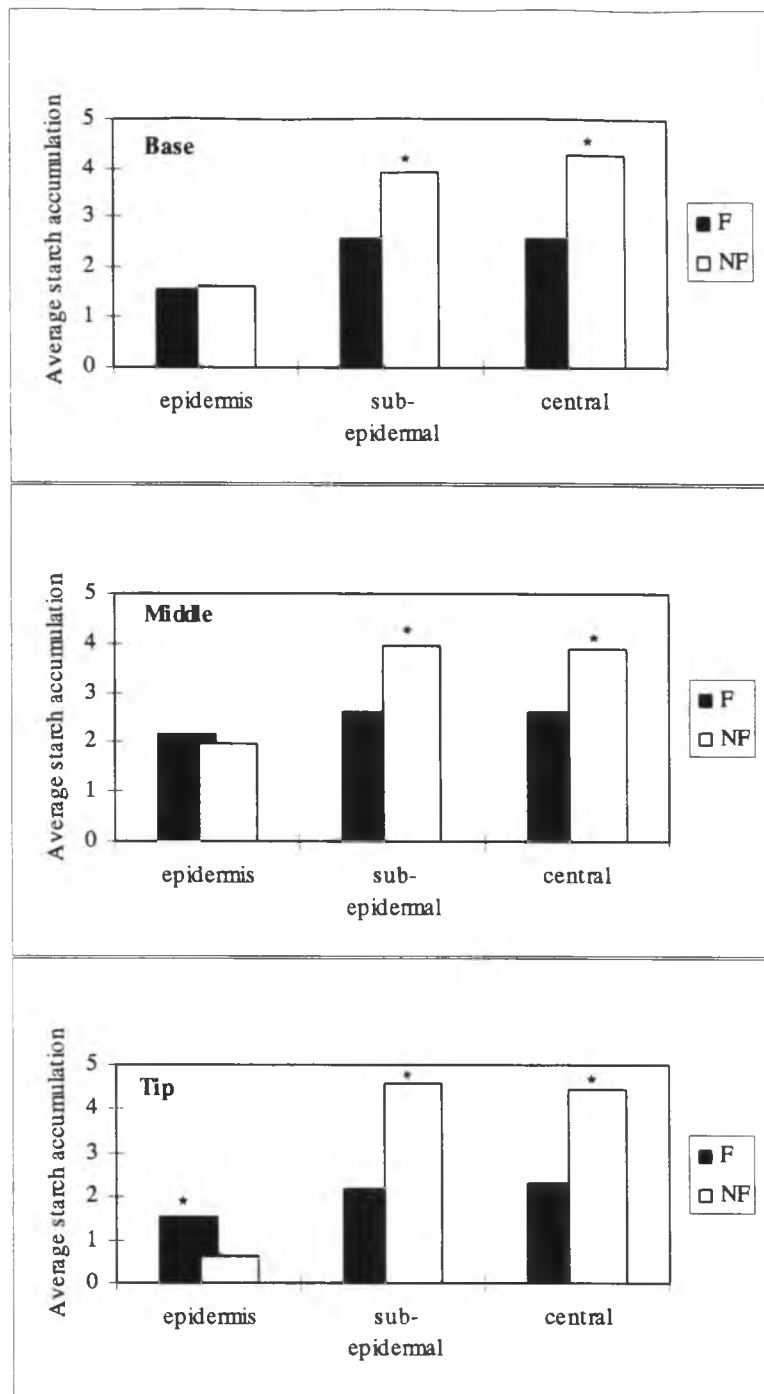 Average starch accumulation
5
4
3
2
1
0
Base
*
*
epidermis
sub-
epidermal
central
F
NF
Average starch accumulation
5
4
3
2
1
0
Middle
*
*
epidermis
sub-
epidermal
central
F
NF
Average starch accumulation
5
4
3
2
1
0
Tip
*
*
*
epidermis
sub-
epidermal
central
F
NF